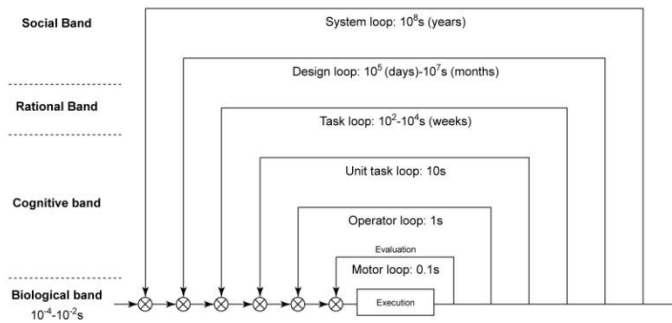 Social Band
System loop: 10⁸s (years)
Design loop: 10⁵ (days)-10⁷s (months)
Rational Band
Task loop: 10²-10⁴s (weeks)
Unit task loop: 10s
Cognitive band
Operator loop: 1s
Evaluation
Motor loop: 0.1s
Biological band
10⁻⁴-10⁻²s
Execution